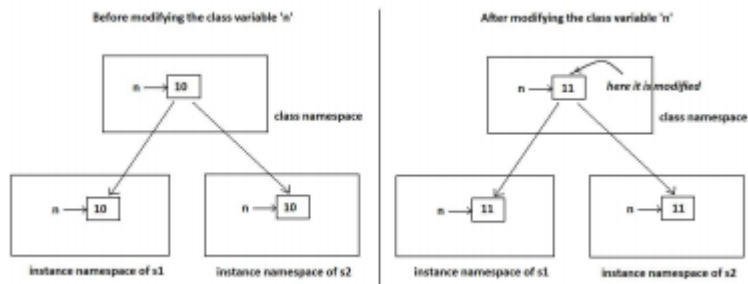 Before modifying the class variable 'n'
n
10
class namespace
n
10
instance namespace of s1
n
10
instance namespace of s2
After modifying the class variable 'n'
n
11
here it is modified
class namespace
n
11
instance namespace of s1
n
11
instance namespace of s2